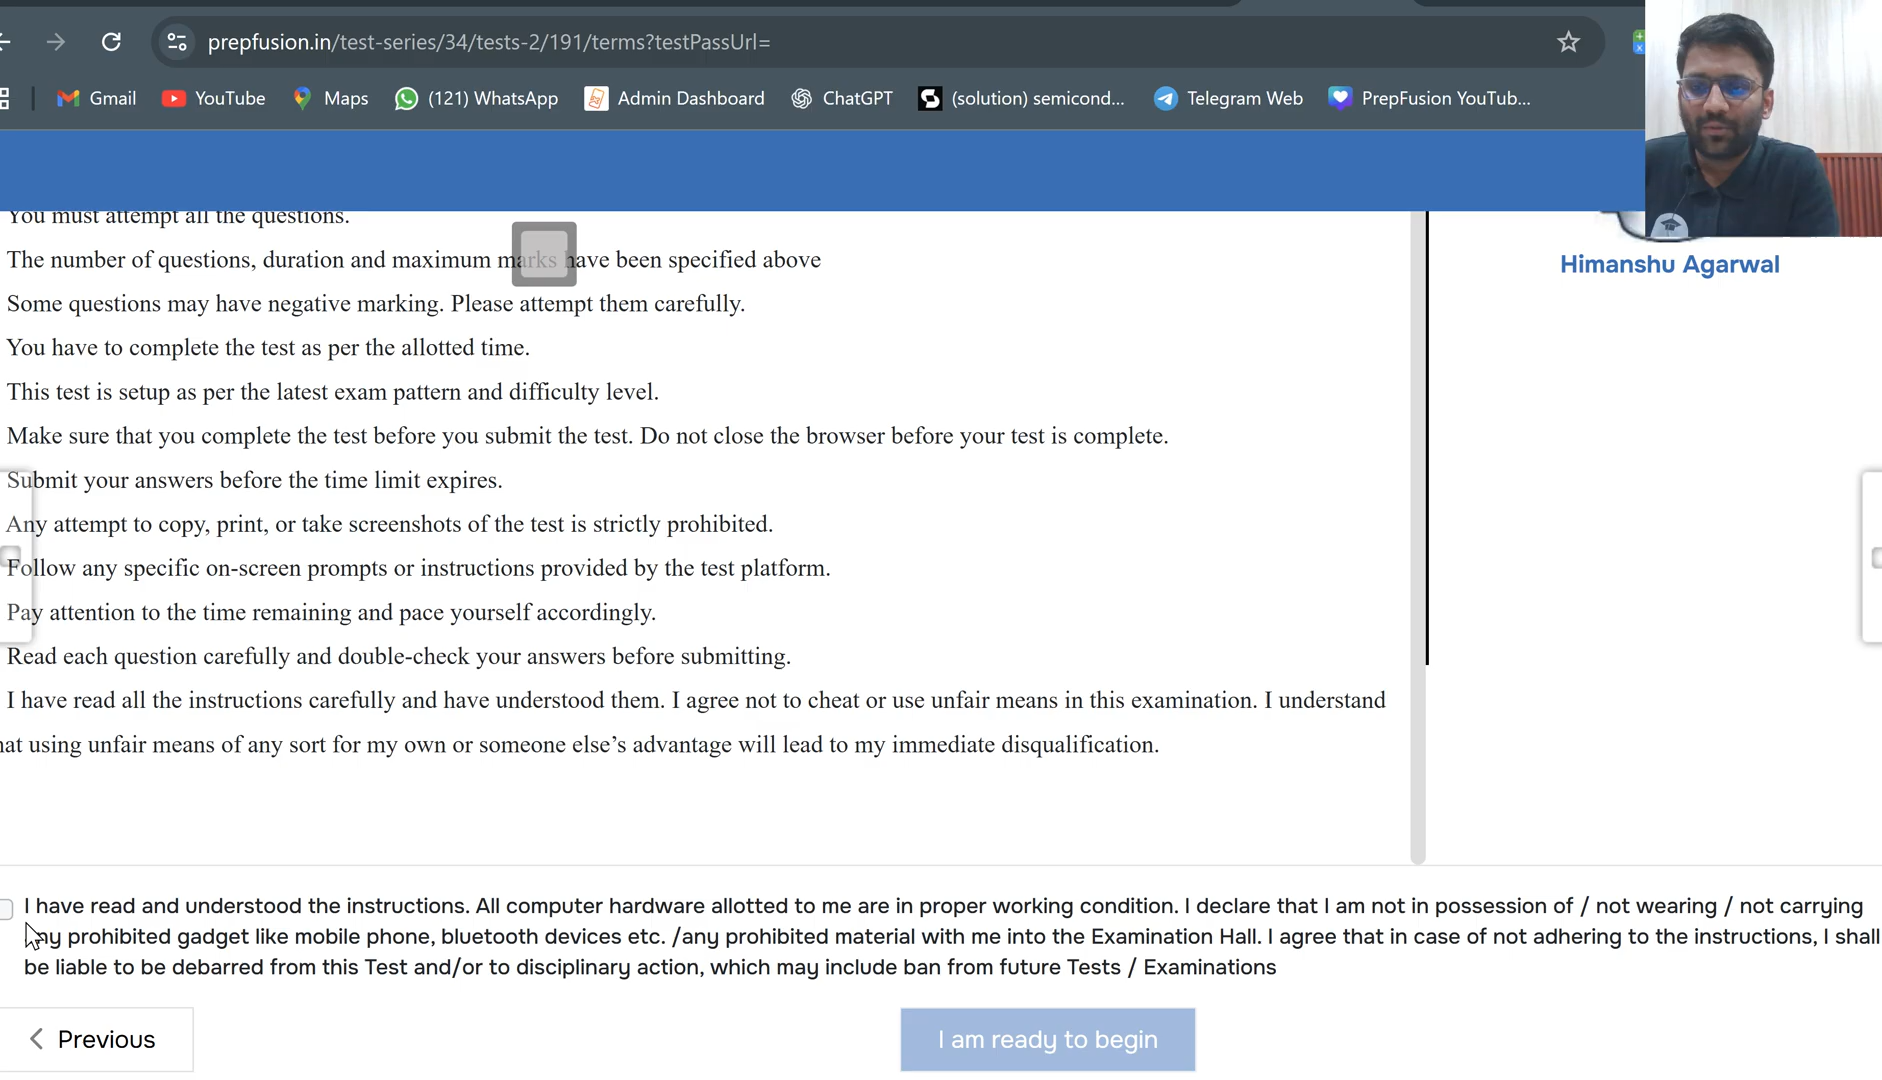 prepfusion.in/test-series/34/tests-2/191/terms?testPassUrl=
Gmail YouTube Maps (121) WhatsApp Admin Dashboard ChatGPT (solution) semicond... Telegram Web PrepFusion YouTub...
You must attempt all the questions.
The number of questions, duration and maximum marks have been specified above
Himanshu Agarwal
Some questions may have negative marking. Please attempt them carefully.
You have to complete the test as per the allotted time.
This test is setup as per the latest exam pattern and difficulty level.
Make sure that you complete the test before you submit the test. Do not close the browser before your test is complete.
Submit your answers before the time limit expires.
Any attempt to copy, print, or take screenshots of the test is strictly prohibited.
Follow any specific on-screen prompts or instructions provided by the test platform.
Pay attention to the time remaining and pace yourself accordingly.
Read each question carefully and double-check your answers before submitting.
I have read all the instructions carefully and have understood them. I agree not to cheat or use unfair means in this examination. I understand
hat using unfair means of any sort for my own or someone else’s advantage will lead to my immediate disqualification.
I have read and understood the instructions. All computer hardware allotted to me are in proper working condition. I declare that I am not in possession of / not wearing / not carrying
any prohibited gadget like mobile phone, bluetooth devices etc. /any prohibited material with me into the Examination Hall. I agree that in case of not adhering to the instructions, I shall
be liable to be debarred from this Test and/or to disciplinary action, which may include ban from future Tests / Examinations
Previous
I am ready to begin